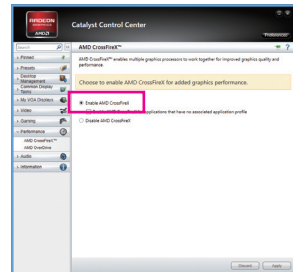 RADEON
GRAPHICS
AMD
Catalyst Control Center
Preferences
Search
Pinned
Presets
Desktop
Management
Common Display
Tasks
My VGA Displays
Video
Gaming
Performance
AMD CrossFireX™
AMD OverDrive
Audio
Information
AMD CrossFireX™
AMD CrossFireX™ enables multiple graphics processors to work together for improved graphics quality and
performance.
Choose to enable AMD CrossFireX for added graphics performance.
Enable AMD CrossFireX
applications that have no associated application profile
Disable AMD CrossFireX
Discard
Apply